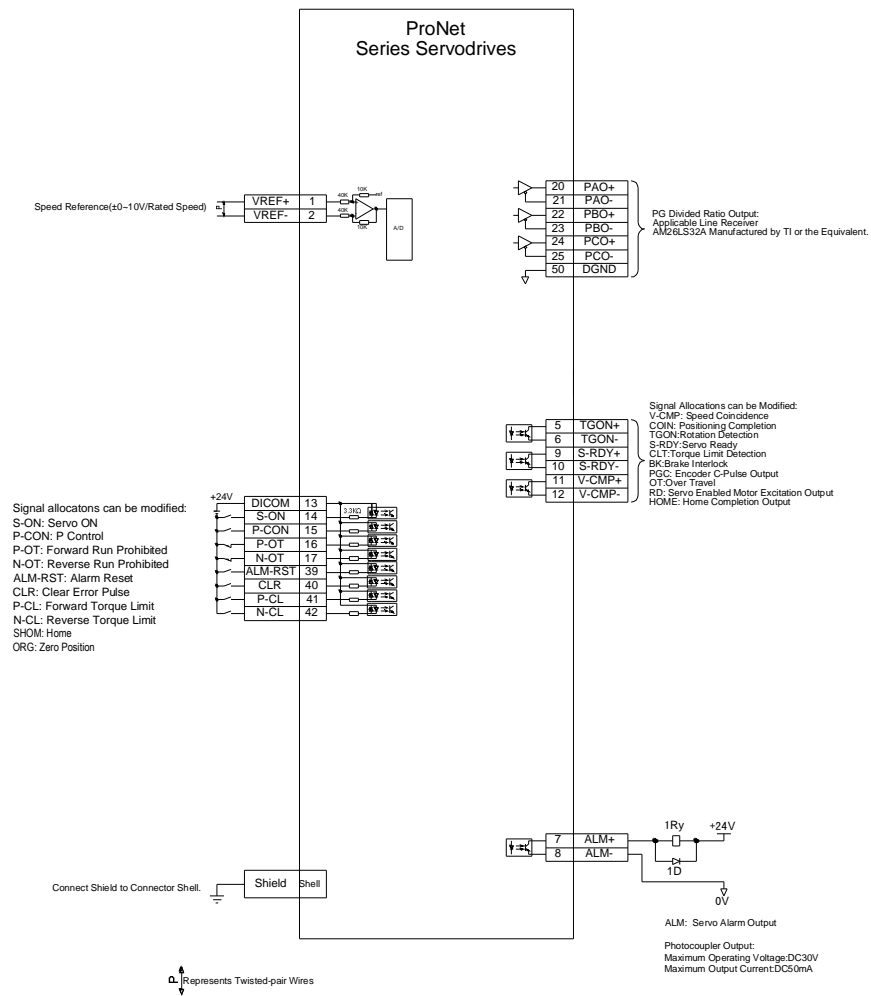 ProNet
Series Servodrives
Speed Reference(±0~10V/Rated Speed)
P
VREF+ 1
VREF- 2
40K
10K
ref
40K
10K
A/D
20 PAO+
21 PAO-
22 PBO+
23 PBO-
24 PCO+
25 PCO-
50 DGND
PG Divided Ratio Output:
Applicable Line Receiver
AM26LS32A Manufactured by TI or the Equivalent.
5 TGON+
6 TGON-
9 S-RDY+
10 S-RDY-
11 V-CMP+
12 V-CMP-
Signal Allocations can be Modified:
V-CMP: Speed Coincidence
COIN: Positioning Completion
TGON:Rotation Detection
S-RDY:Servo Ready
CLT:Torque Limit Detection
BK:Brake Interlock
PGC: Encoder C-Pulse Output
OT:Over Travel
RD: Servo Enabled Motor Excitation Output
HOME: Home Completion Output
Signal allocatons can be modified:
S-ON: Servo ON
P-CON: P Control
P-OT: Forward Run Prohibited
N-OT: Reverse Run Prohibited
ALM-RST: Alarm Reset
CLR: Clear Error Pulse
P-CL: Forward Torque Limit
N-CL: Reverse Torque Limit
SHOM: Home
ORG: Zero Position
+24V
DICOM 13
S-ON 14
P-CON 15
P-OT 16
N-OT 17
ALM-RST 39
CLR 40
P-CL 41
N-CL 42
3.3KΩ
7 ALM+
8 ALM-
1Ry
+24V
1D
0V
ALM: Servo Alarm Output
Photocoupler Output:
Maximum Operating Voltage:DC30V
Maximum Output Current:DC50mA
Connect Shield to Connector Shell.
Shield Shell
P Represents Twisted-pair Wires